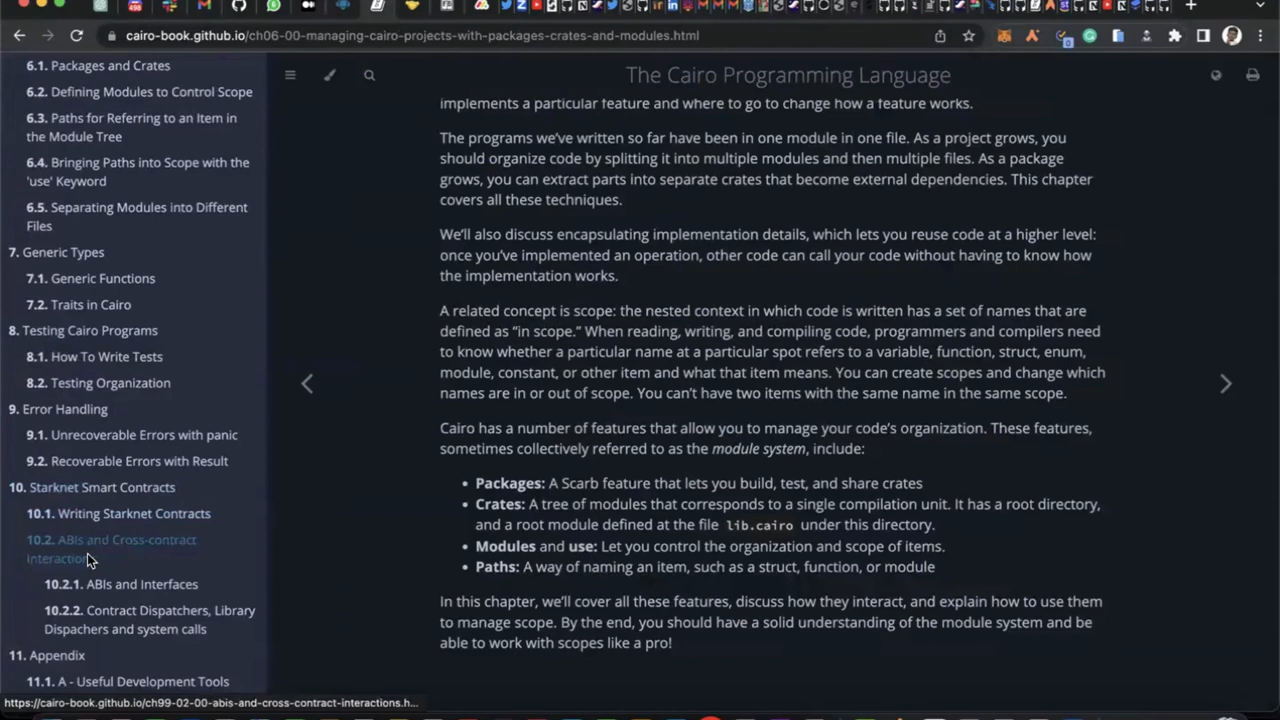 cairo-book.github.io/ch06-00-managing-cairo-projects-with-packages-crates-and-modules.html
The Cairo Programming Language
6.1. Packages and Crates
6.2. Defining Modules to Control Scope
6.3. Paths for Referring to an Item in
the Module Tree
6.4. Bringing Paths into Scope with the
'use' Keyword
6.5. Separating Modules into Different
Files
7. Generic Types
7.1. Generic Functions
7.2. Traits in Cairo
8. Testing Cairo Programs
8.1. How To Write Tests
8.2. Testing Organization
9. Error Handling
9.1. Unrecoverable Errors with panic
9.2. Recoverable Errors with Result
10. Starknet Smart Contracts
10.1. Writing Starknet Contracts
10.2. ABIs and Cross-contract
Interactions
10.2.1. ABIs and Interfaces
10.2.2. Contract Dispatchers, Library
Dispachers and system calls
11. Appendix
11.1. A - Useful Development Tools
implements a particular feature and where to go to change how a feature works.
The programs we've written so far have been in one module in one file. As a project grows, you
should organize code by splitting it into multiple modules and then multiple files. As a package
grows, you can extract parts into separate crates that become external dependencies. This chapter
covers all these techniques.
We'll also discuss encapsulating implementation details, which lets you reuse code at a higher level:
once you've implemented an operation, other code can call your code without having to know how
the implementation works.
A related concept is scope: the nested context in which code is written has a set of names that are
defined as “in scope.” When reading, writing, and compiling code, programmers and compilers need
to know whether a particular name at a particular spot refers to a variable, function, struct, enum,
module, constant, or other item and what that item means. You can create scopes and change which
names are in or out of scope. You can't have two items with the same name in the same scope.
Cairo has a number of features that allow you to manage your code's organization. These features,
sometimes collectively referred to as the module system, include:
• Packages: A Scarb feature that lets you build, test, and share crates
• Crates: A tree of modules that corresponds to a single compilation unit. It has a root directory,
and a root module defined at the file lib.cairo under this directory.
• Modules and use: Let you control the organization and scope of items.
• Paths: A way of naming an item, such as a struct, function, or module
In this chapter, we'll cover all these features, discuss how they interact, and explain how to use them
to manage scope. By the end, you should have a solid understanding of the module system and be
able to work with scopes like a pro!
https://cairo-book.github.io/ch99-02-00-abis-and-cross-contract-interactions.h...